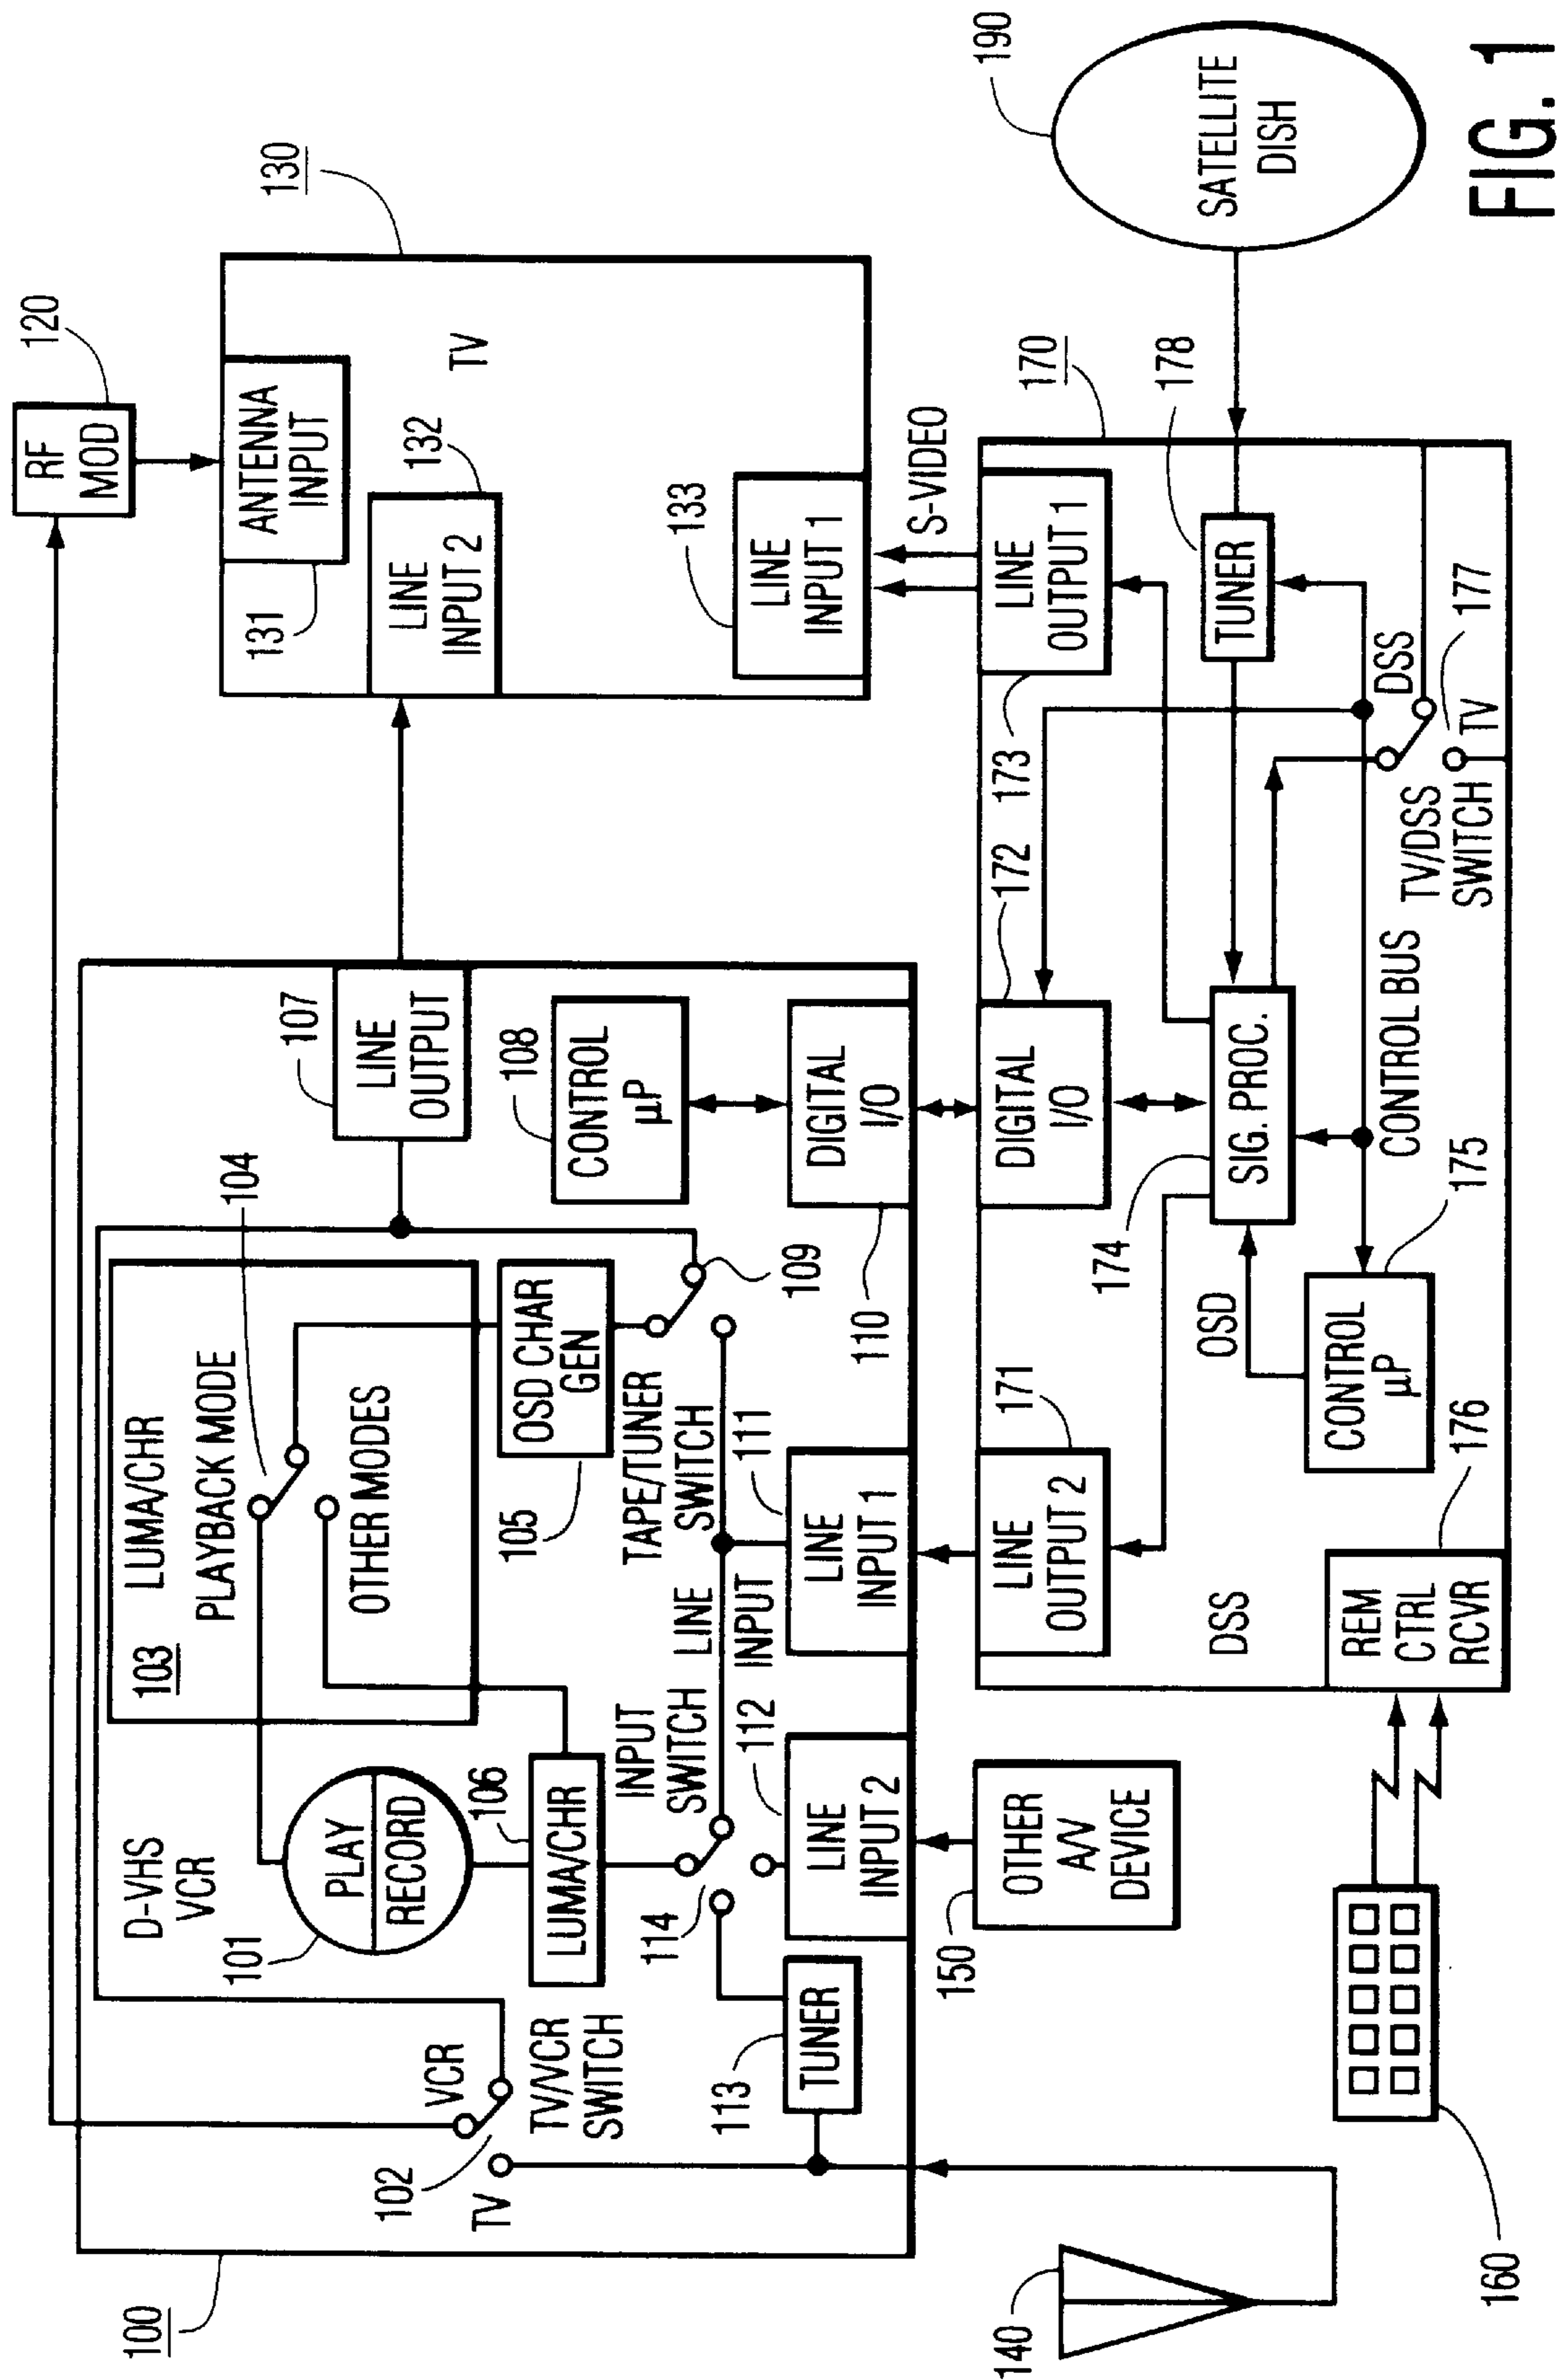 100
D-VHS
VCR
TV
102
VCR
TV/VCR
SWITCH
101
PLAY
RECORD
103
LUMA/CHR
PLAYBACK MODE
OTHER MODES
104
106
LUMA/CHR
105
OSD CHAR
GEN
107
LINE
OUTPUT
108
CONTROL
µP
109
TAPE/TUNER
SWITCH
INPUT
SWITCH
LINE
INPUT
114
113
TUNER
112
LINE
INPUT 2
111
LINE
INPUT 1
110
DIGITAL
I/O
120
RF
MOD
130
TV
ANTENNA
INPUT
131
LINE
INPUT 2
132
133
LINE
INPUT 1
S-VIDEO
140
150
OTHER
A/V
DEVICE
160
170
DSS
LINE
OUTPUT 2
171
DIGITAL
I/O
172
LINE
OUTPUT 1
173
174
SIG. PROC.
OSD
CONTROL
µP
175
REM
CTRL
RCVR
176
CONTROL BUS
TV/DSS
SWITCH
DSS
TV
177
TUNER
178
190
SATELLITE
DISH
FIG. 1